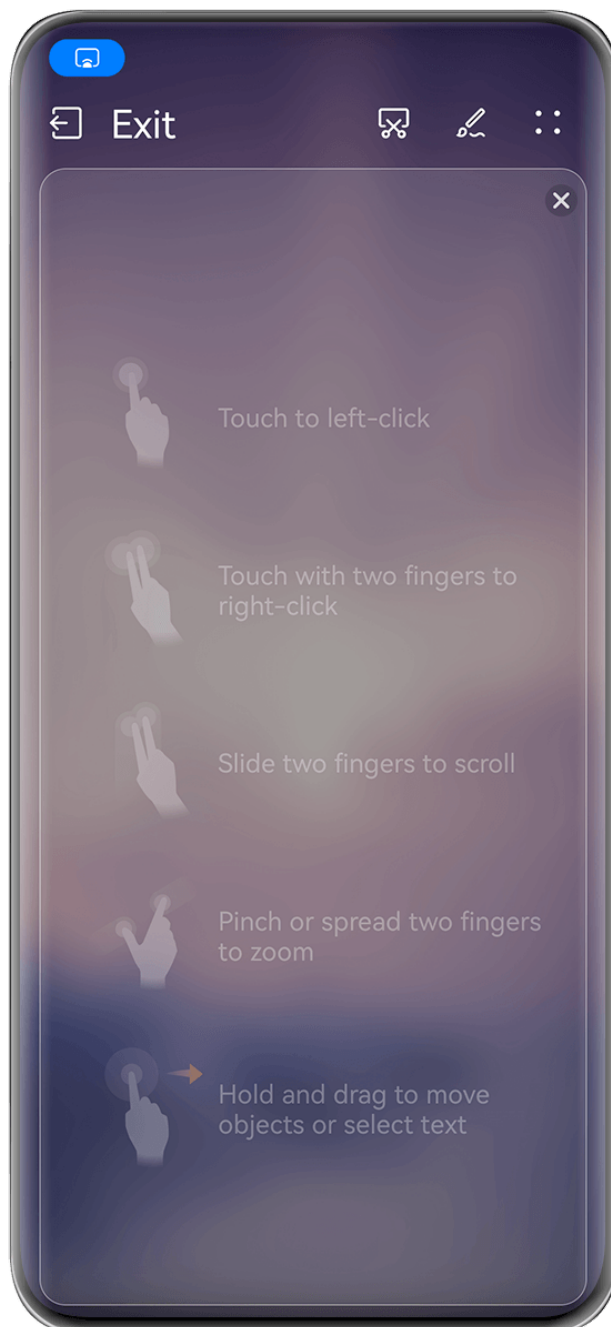 Exit
Touch to left-click
Touch with two fingers to
right-click
Slide two fingers to scroll
Pinch or spread two fingers
to zoom
Hold and drag to move
objects or select text